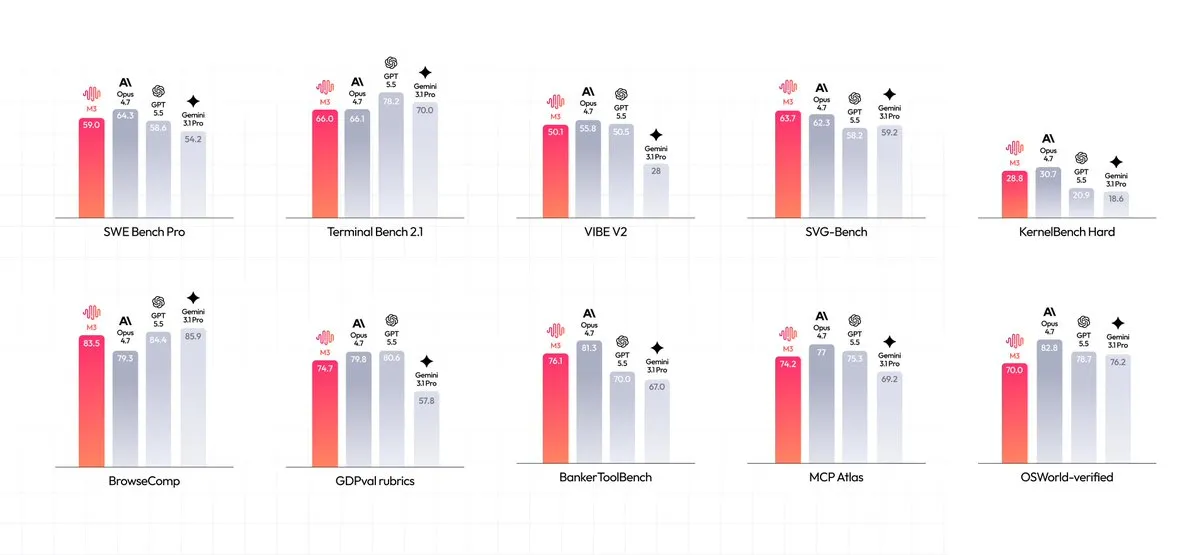 M3
59.0
Opus
4.7
64.3
GPT
5.5
58.6
Gemini
3.1 Pro
54.2
SWE Bench Pro
M3
66.0
Opus
4.7
66.1
GPT
5.5
78.2
Gemini
3.1 Pro
70.0
Terminal Bench 2.1
M3
50.1
Opus
4.7
55.8
GPT
5.5
50.5
Gemini
3.1 Pro
28
VIBE V2
M3
63.7
Opus
4.7
62.3
GPT
5.5
58.2
Gemini
3.1 Pro
59.2
SVG-Bench
M3
28.8
Opus
4.7
30.7
GPT
5.5
20.9
Gemini
3.1 Pro
18.6
KernelBench Hard
M3
83.5
Opus
4.7
79.3
GPT
5.5
84.4
Gemini
3.1 Pro
85.9
BrowseComp
M3
74.7
Opus
4.7
79.8
GPT
5.5
80.6
Gemini
3.1 Pro
57.8
GDPval rubrics
M3
76.1
Opus
4.7
81.3
GPT
5.5
70.0
Gemini
3.1 Pro
67.0
BankerToolBench
M3
74.2
Opus
4.7
77
GPT
5.5
75.3
Gemini
3.1 Pro
69.2
MCP Atlas
M3
70.0
Opus
4.7
82.8
GPT
5.5
78.7
Gemini
3.1 Pro
76.2
OSWorld-verified